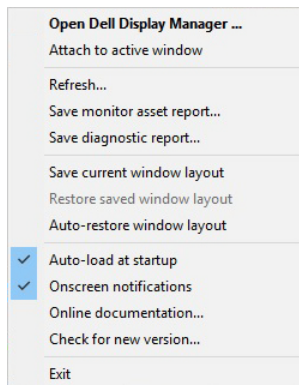 Open Dell Display Manager ...
Attach to active window
Refresh...
Save monitor asset report...
Save diagnostic report...
Save current window layout
Restore saved window layout
Auto-restore window layout
Auto-load at startup
Onscreen notifications
Online documentation...
Check for new version...
Exit